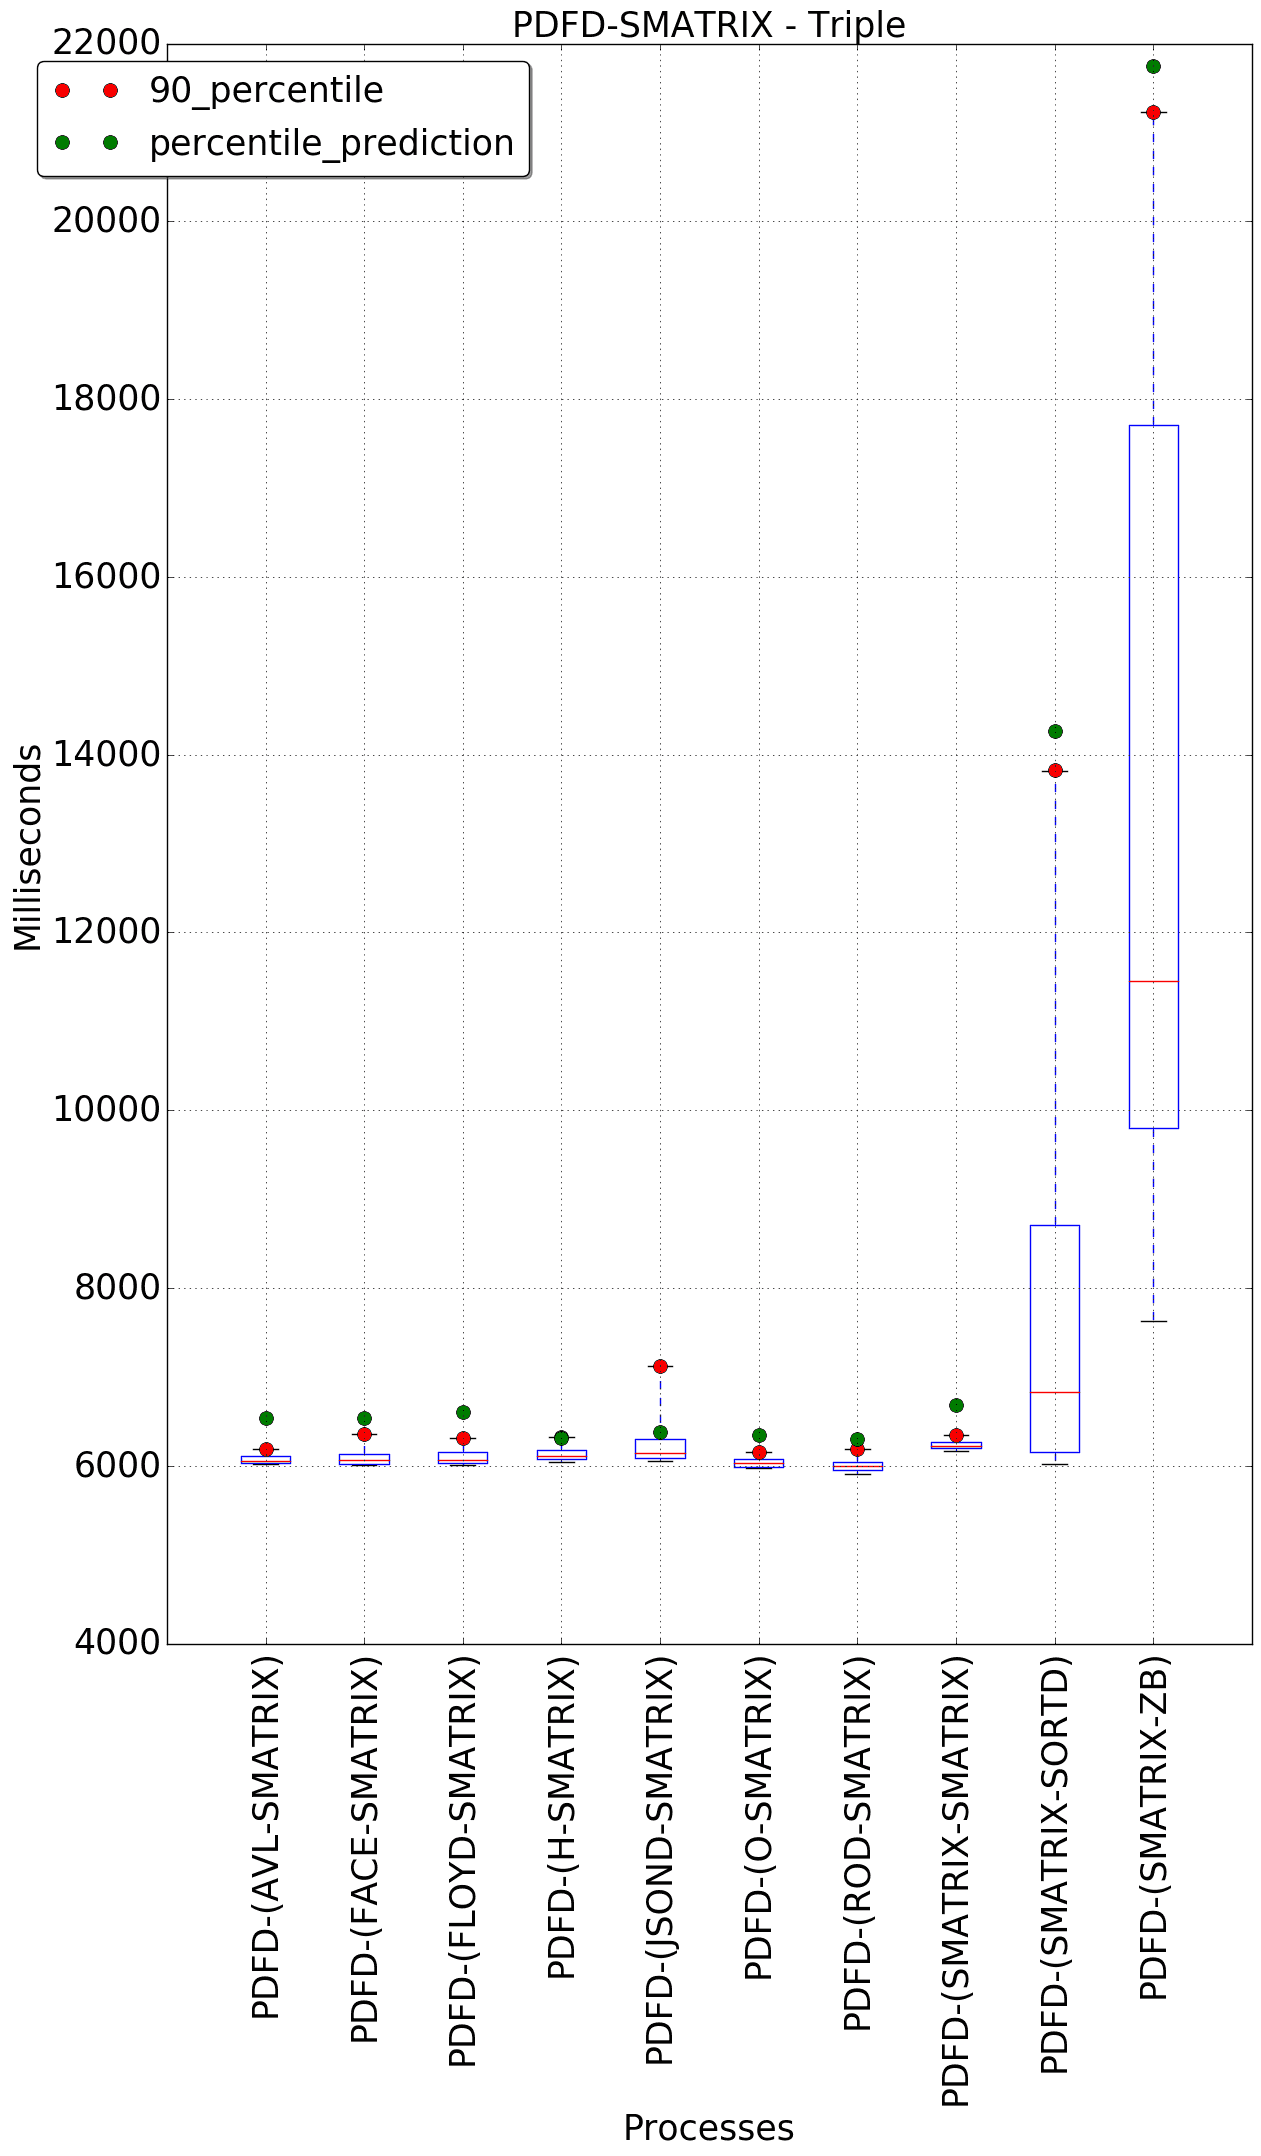 PDFD-SMATRIX - Triple
90_percentile
percentile_prediction
22000
20000
18000
16000
14000
12000
10000
8000
6000
4000
Milliseconds
PDFD-(AVL-SMATRIX)
PDFD-(FACE-SMATRIX)
PDFD-(FLOYD-SMATRIX)
PDFD-(H-SMATRIX)
PDFD-(JSOND-SMATRIX)
PDFD-(O-SMATRIX)
PDFD-(ROD-SMATRIX)
PDFD-(SMATRIX-SMATRIX)
PDFD-(SMATRIX-SORTD)
PDFD-(SMATRIX-ZB)
Processes